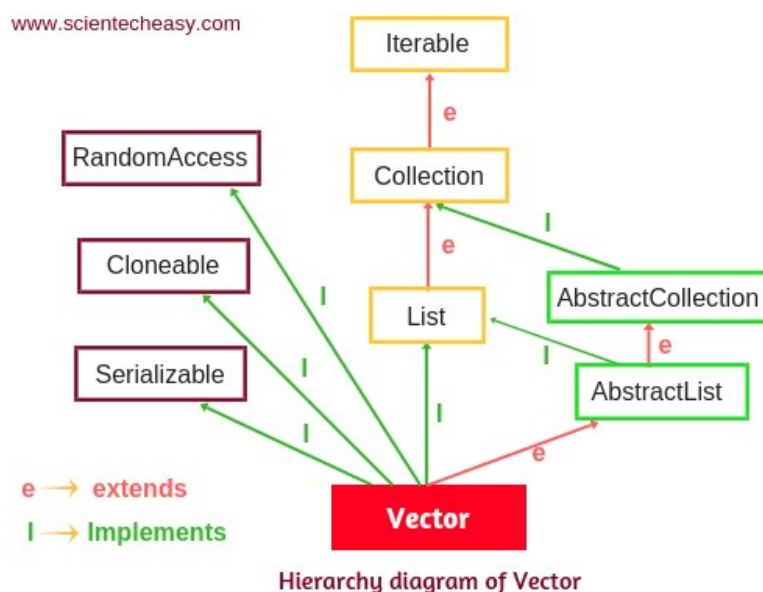 www.scientecheasy.com
Iterable
e
RandomAccess
Collection
I
e
Cloneable
AbstractCollection
I
List
I
e
Serializable
I
AbstractList
I
I
e
e → extends
I → Implements
Vector
Hierarchy diagram of Vector